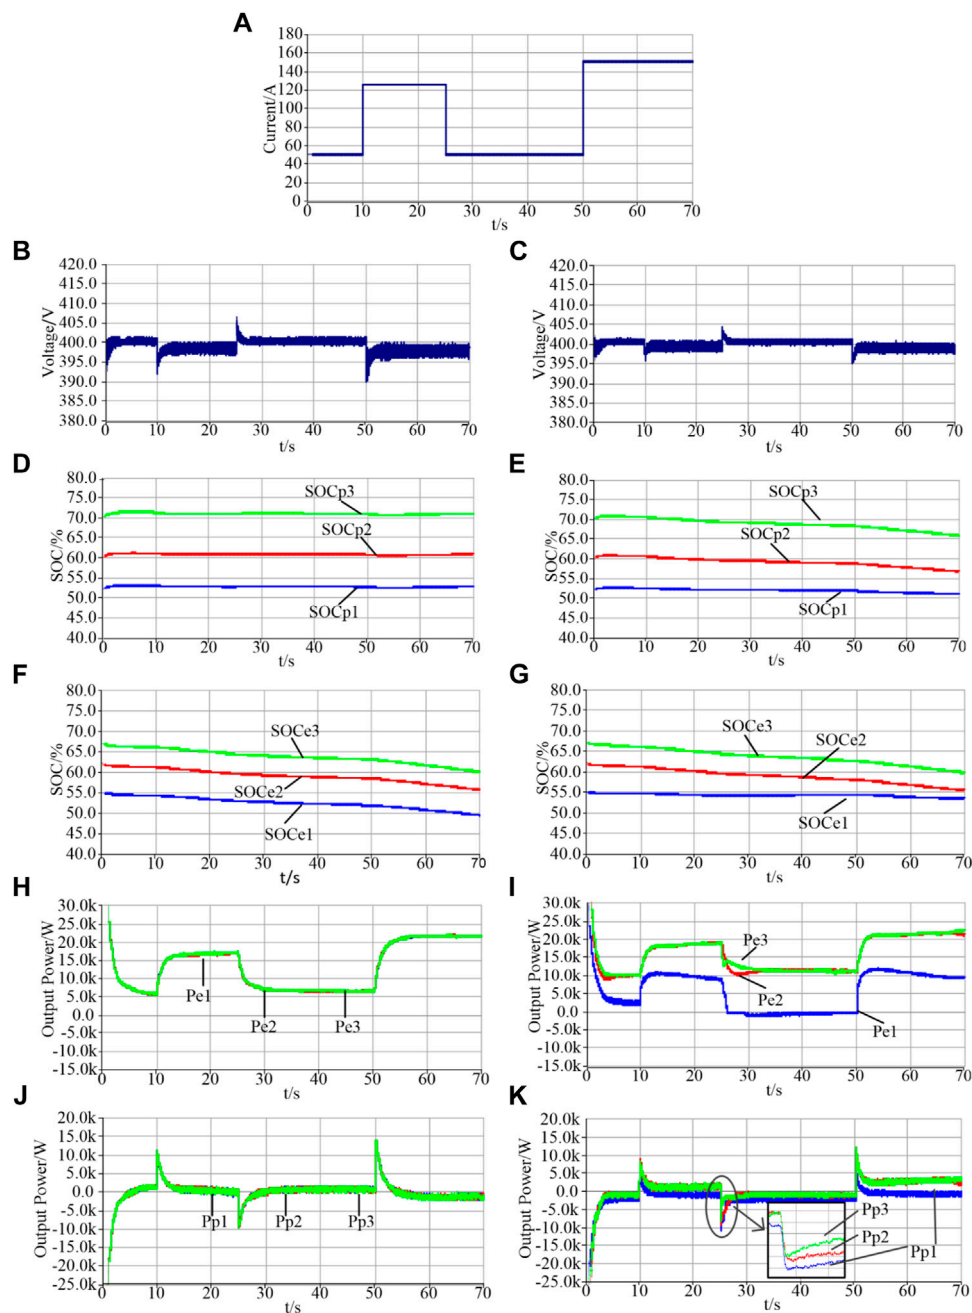 A
180
160
140
120
100
80
60
40
20
0
Current/A
0 10 20 30 40 50 60 70
t/s
B
420.0
415.0
410.0
405.0
400.0
395.0
390.0
385.0
380.0
Voltage/V
0 10 20 30 40 50 60 70
t/s
C
420.0
415.0
410.0
405.0
400.0
395.0
390.0
385.0
380.0
Voltage/V
0 10 20 30 40 50 60 70
t/s
D
80.0
75.0
70.0
65.0
60.0
55.0
50.0
45.0
40.0
SOC/%
SOCp3
SOCp2
SOCp1
0 10 20 30 40 50 60 70
t/s
E
80.0
75.0
70.0
65.0
60.0
55.0
50.0
45.0
40.0
SOC/%
SOCp3
SOCp2
SOCp1
0 10 20 30 40 50 60 70
t/s
F
80.0
75.0
70.0
65.0
60.0
55.0
50.0
45.0
40.0
SOC/%
SOCe3
SOCe2
SOCe1
0 10 20 30 40 50 60 70
t/s
G
80.0
75.0
70.0
65.0
60.0
55.0
50.0
45.0
40.0
SOC/%
SOCe3
SOCe2
SOCe1
0 10 20 30 40 50 60 70
t/s
H
30.0k
25.0k
20.0k
15.0k
10.0k
5.0k
0.0
-5.0k
-10.0k
-15.0k
Output Power/W
Pe1
Pe2 Pe3
0 10 20 30 40 50 60 70
t/s
I
30.0k
25.0k
20.0k
15.0k
10.0k
5.0k
0.0
-5.0k
-10.0k
-15.0k
Output Power/W
Pe3
Pe2
Pe1
0 10 20 30 40 50 60 70
t/s
J
20.0k
15.0k
10.0k
5.0k
0.0
-5.0k
-10.0k
-15.0k
-20.0k
-25.0k
Output Power/W
Pp1 Pp2 Pp3
0 10 20 30 40 50 60 70
t/s
K
20.0k
15.0k
10.0k
5.0k
0.0
-5.0k
-10.0k
-15.0k
-20.0k
-25.0k
Output Power/W
Pp3
Pp2
Pp1
0 10 20 30 40 50 60 70
t/s